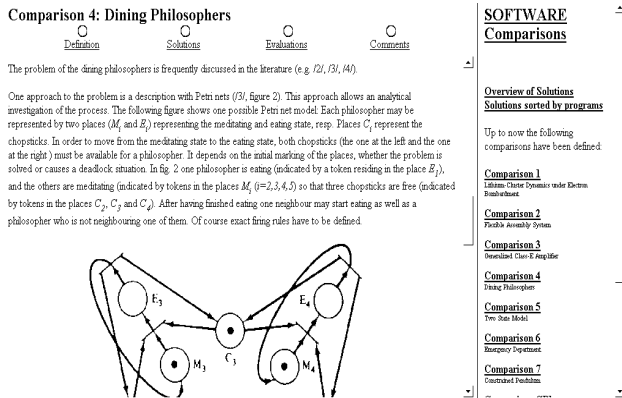 Comparison 4: Dining Philosophers
Definition
Solutions
Evaluations
Comments
The problem of the dining philosophers is frequently discussed in the literature (e.g. /2/, /3/, /4/).
One approach to the problem is a description with Petri nets (/3/, figure 2). This approach allows an analytical
investigation of the process. The following figure shows one possible Petri net model: Each philosopher may be
represented by two places (Mi and Ei) representing the meditating and eating state, resp. Places Ci represent the
chopsticks. In order to move from the meditating state to the eating state, both chopsticks (the one at the left and the one
at the right ) must be available for a philosopher. It depends on the initial marking of the places, whether the problem is
solved or causes a deadlock situation. In fig. 2 one philosopher is eating (indicated by a token residing in the place E1),
and the others are meditating (indicated by tokens in the places Mi (i=2,3,4,5) so that three chopsticks are free (indicated
by tokens in the places C2, C3 and C4). After having finished eating one neighbour may start eating as well as a
philosopher who is not neighbouring one of them. Of course exact firing rules have to be defined.
E3
E4
C3
M3
M4
SOFTWARE
Comparisons
Overview of Solutions
Solutions sorted by programs
Up to now the following
comparisons have been defined:
Comparison 1
Lithium-Cluster Dynamics under Electron
Bombardment
Comparison 2
Flexible Assembly System
Comparison 3
Generalized Class-E Amplifier
Comparison 4
Dining Philosophers
Comparison 5
Two State Model
Comparison 6
Emergency Department
Comparison 7
Constrained Pendulum